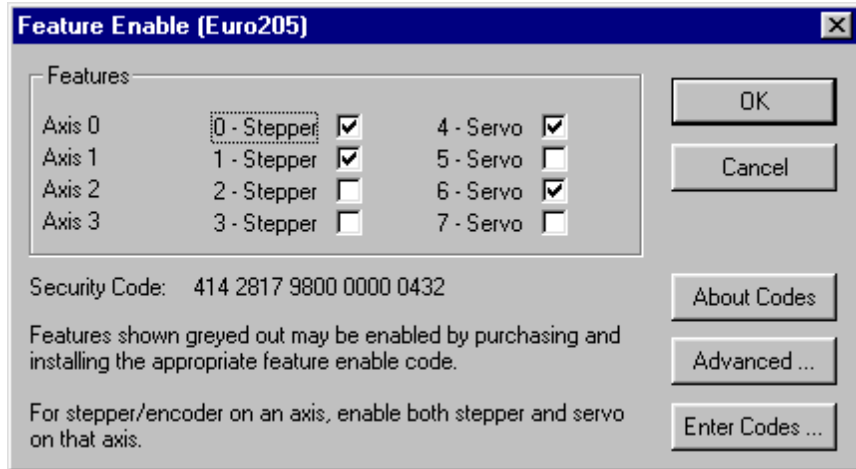 Feature Enable (Euro205)
Features
Axis 0 0 - Stepper 4 - Servo
Axis 1 1 - Stepper 5 - Servo
Axis 2 2 - Stepper 6 - Servo
Axis 3 3 - Stepper 7 - Servo
OK
Cancel
Security Code: 414 2817 9800 0000 0432
Features shown greyed out may be enabled by purchasing and
installing the appropriate feature enable code.
For stepper/encoder on an axis, enable both stepper and servo
on that axis.
About Codes
Advanced ...
Enter Codes ...